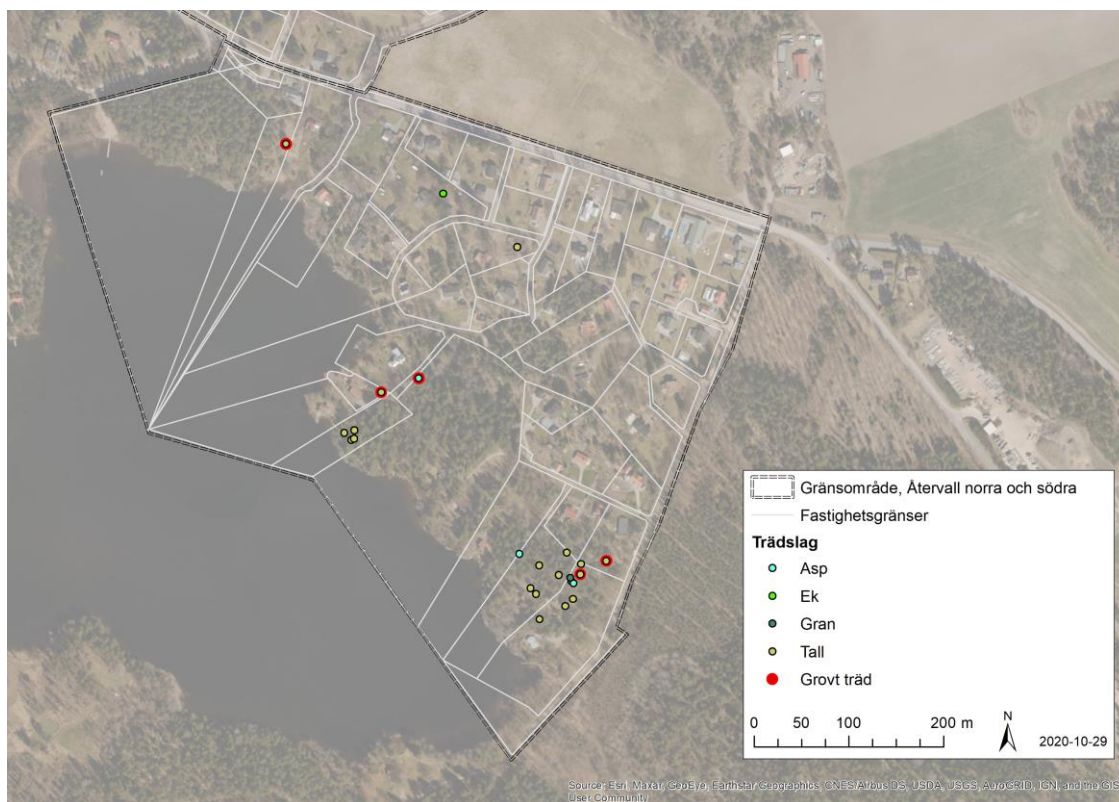 Gränsområde, Återvall norra och södra
Fastighetsgränser
Trädslag
Asp
Ek
Gran
Tall
Grovt träd
0 50 100 200 m
N
2020-10-29
Source: Esri, Maxar, GeoEye, Earthstar Geographics, CNES/Airbus DS, USDA, USGS, AeroGRID, IGN, and the GIS
User Community